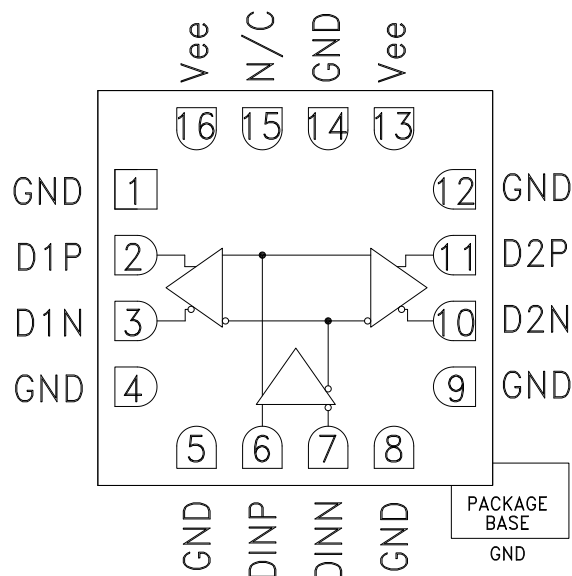 Vee N/C GND Vee
16 15 14 13
GND 1 12 GND
D1P 2 11 D2P
D1N 3 10 D2N
GND 4 9 GND
5 6 7 8
GND DINP DINN GND
PACKAGE
BASE
GND